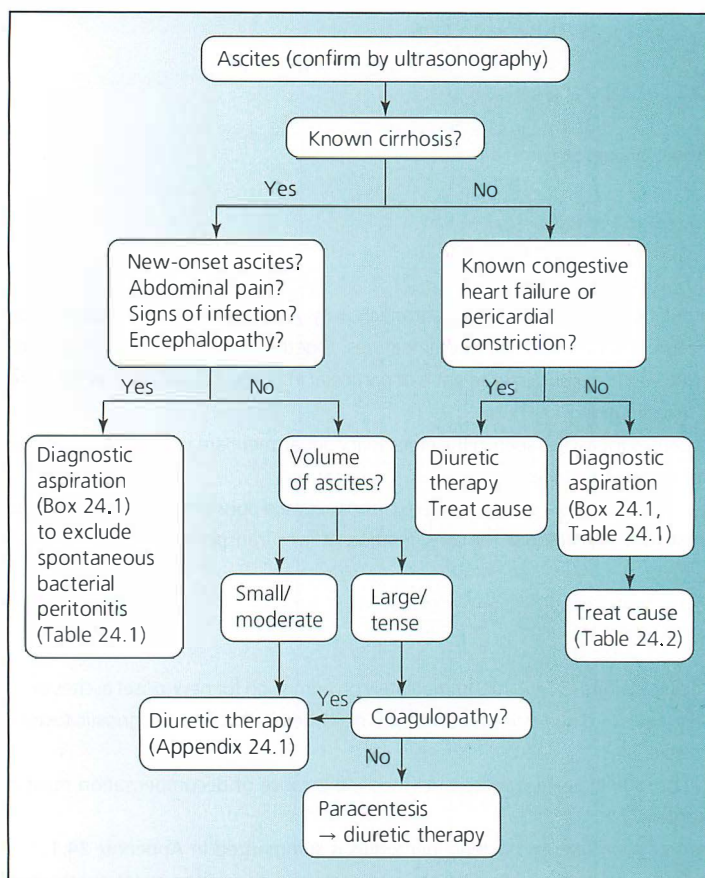 Ascites (confirm by ultrasonography)
Known cirrhosis?
Yes
No
New-onset ascites?
Abdominal pain?
Signs of infection?
Encephalopathy?
Known congestive
heart failure or
pericardial
constriction?
Yes
No
Yes
No
Diagnostic
aspiration
(Box 24.1)
to exclude
spontaneous
bacterial
peritonitis
(Table 24.1)
Volume
of ascites?
Diuretic
therapy
Treat cause
Diagnostic
aspiration
(Box 24.1,
Table 24.1)
Small/
moderate
Large/
tense
Treat cause
(Table 24.2)
Diuretic therapy
(Appendix 24.1)
Yes
Coagulopathy?
No
Paracentesis
→ diuretic therapy